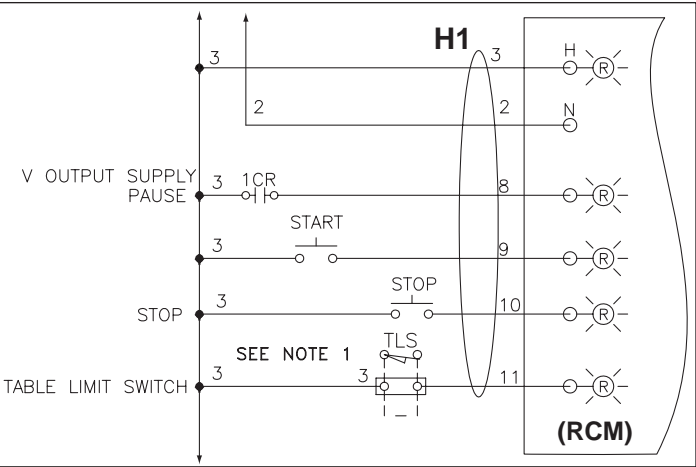 H1
3
3
H
R
2
2
N
V OUTPUT SUPPLY
PAUSE
3
1CR
8
R
START
3
9
R
STOP
STOP
3
10
R
SEE NOTE 1
TLS
TABLE LIMIT SWITCH
3
3
11
R
(RCM)